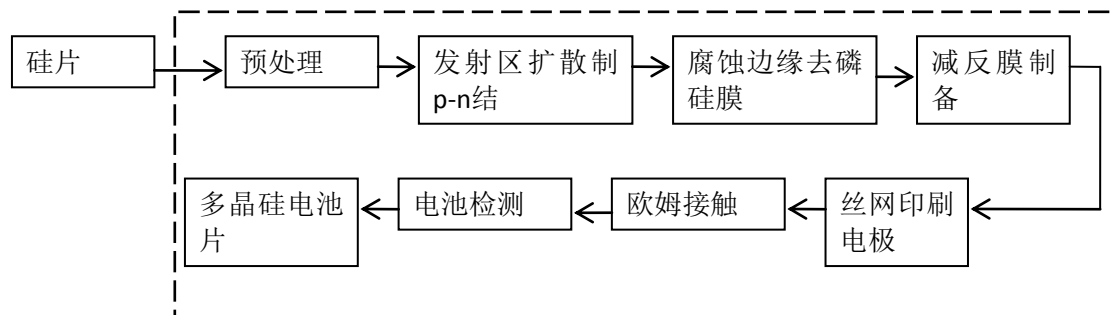 硅片
预处理
发射区扩散制
p-n结
腐蚀边缘去磷
硅膜
减反膜制
备
丝网印刷
电极
欧姆接触
电池检测
多晶硅电池
片